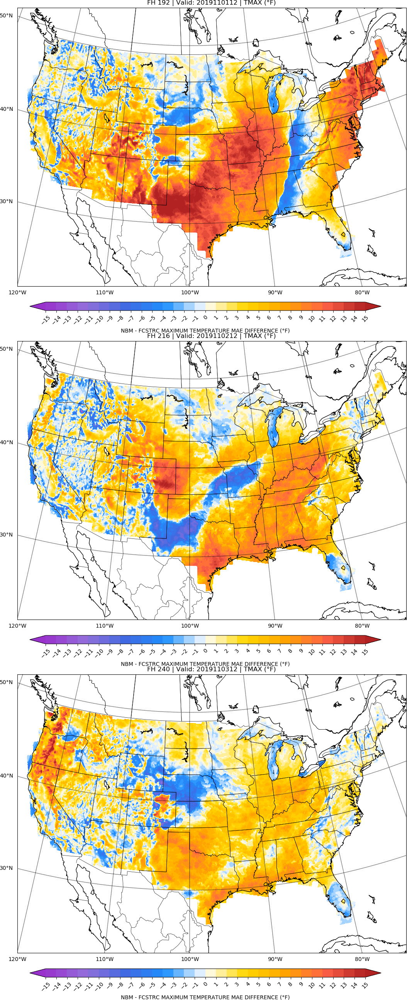 FH 192 | Valid: 2019110112 | TMAX (°F)
50°N
40°N
30°N
120°W 110°W 100°W 90°W 80°W
−15 −14 −13 −12 −11 −10 −9 −8 −7 −6 −5 −4 −3 −2 −1 0 1 2 3 4 5 6 7 8 9 10 11 12 13 14 15
NBM - FCSTRC MAXIMUM TEMPERATURE MAE DIFFERENCE (°F)
FH 216 | Valid: 2019110212 | TMAX (°F)
50°N
40°N
30°N
120°W 110°W 100°W 90°W 80°W
−15 −14 −13 −12 −11 −10 −9 −8 −7 −6 −5 −4 −3 −2 −1 0 1 2 3 4 5 6 7 8 9 10 11 12 13 14 15
NBM - FCSTRC MAXIMUM TEMPERATURE MAE DIFFERENCE (°F)
FH 240 | Valid: 2019110312 | TMAX (°F)
50°N
40°N
30°N
120°W 110°W 100°W 90°W 80°W
−15 −14 −13 −12 −11 −10 −9 −8 −7 −6 −5 −4 −3 −2 −1 0 1 2 3 4 5 6 7 8 9 10 11 12 13 14 15
NBM - FCSTRC MAXIMUM TEMPERATURE MAE DIFFERENCE (°F)